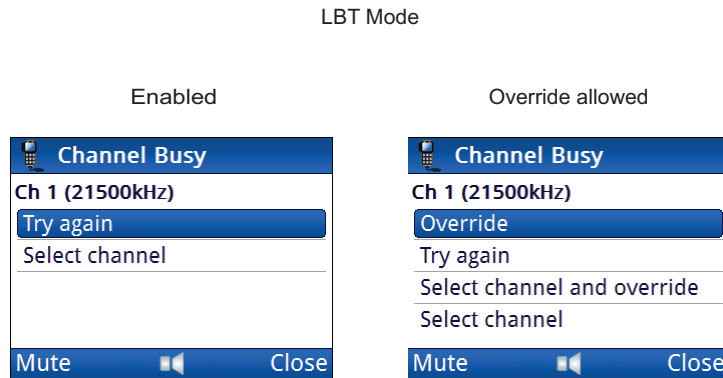 LBT Mode
Enabled
Channel Busy
Ch 1 (21500kHz)
Try again
Select channel
Mute Close
Override allowed
Channel Busy
Ch 1 (21500kHz)
Override
Try again
Select channel and override
Select channel
Mute Close